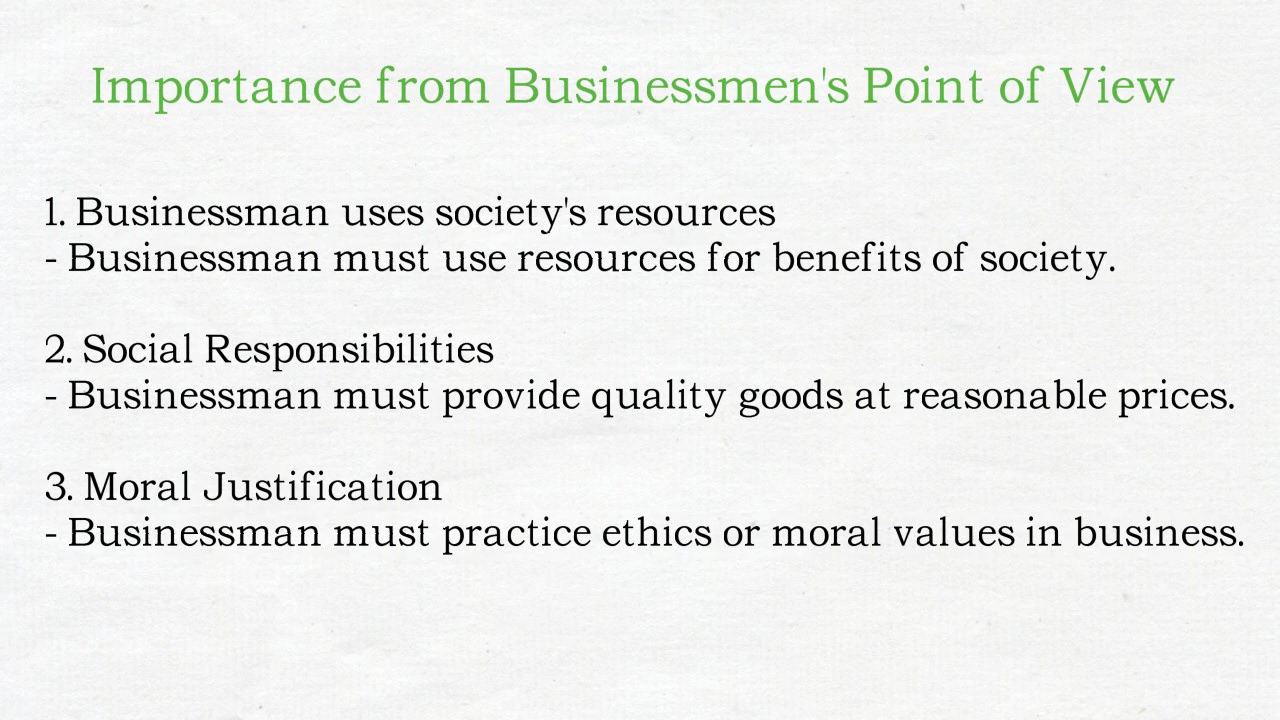 Importance from Businessmen's Point of View
1. Businessman uses society's resources
- Businessman must use resources for benefits of society.
2. Social Responsibilities
- Businessman must provide quality goods at reasonable prices.
3. Moral Justification
- Businessman must practice ethics or moral values in business.